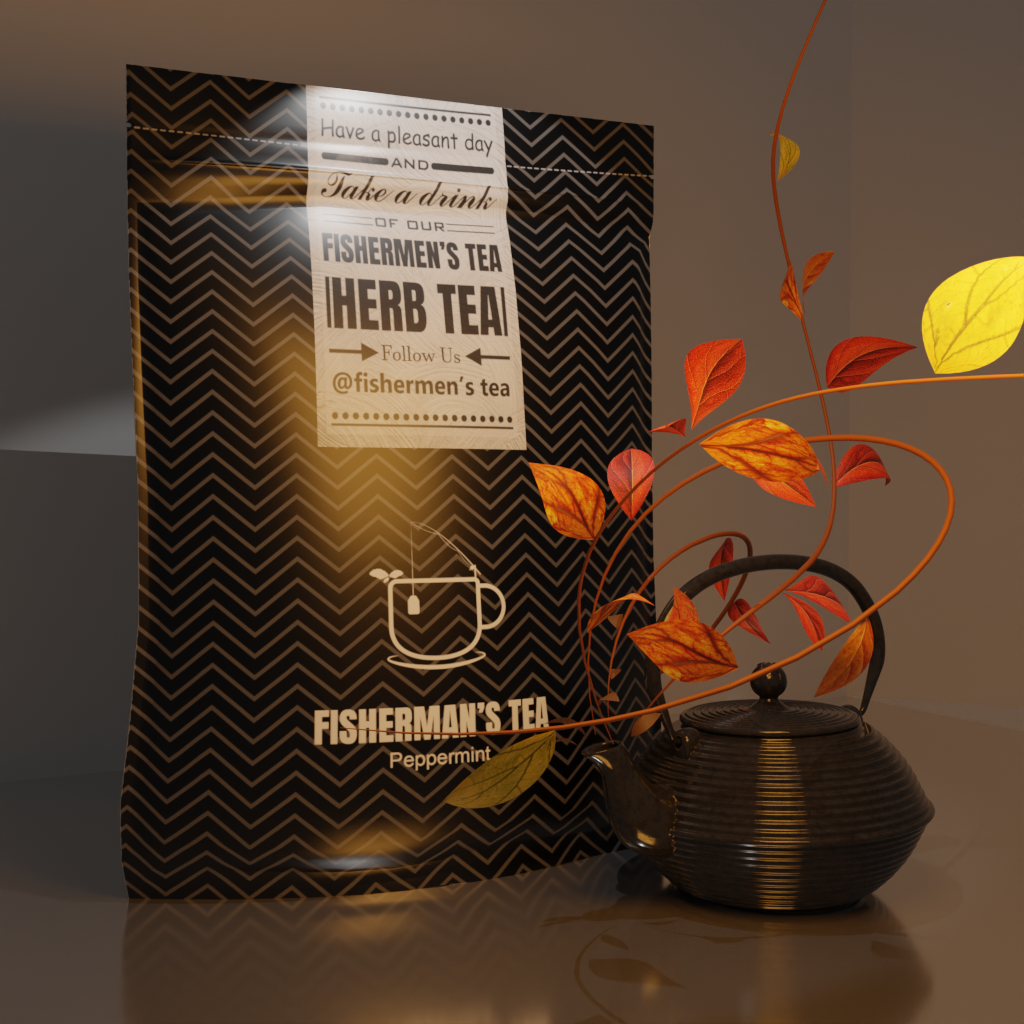 Have a pleasant day
AND
Take a drink
OF OUR
FISHERMEN'S TEA
HERB TEA
Follow Us
@fishermen's tea
FISHERMAN'S TEA
Peppermint